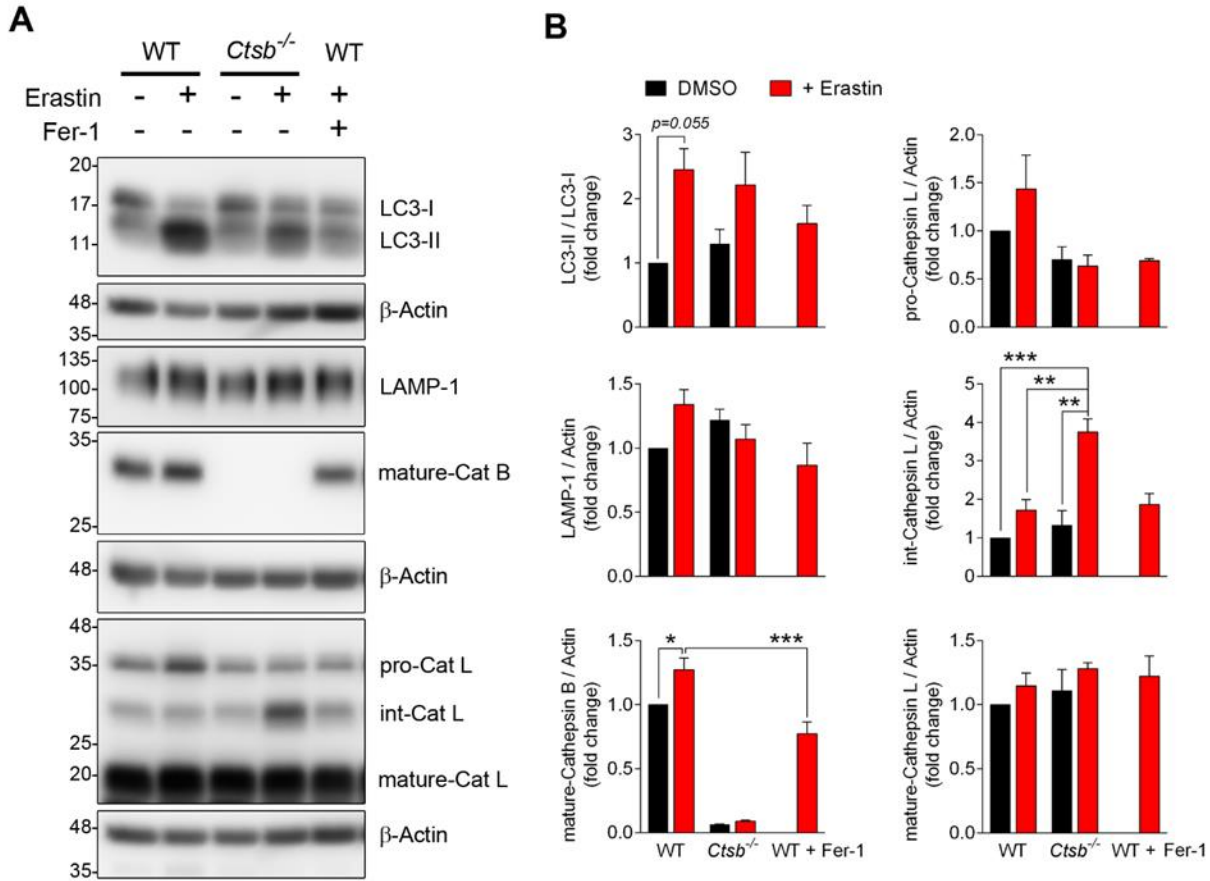 A
WT Ctsb-/- WT
Erastin - + - + +
Fer-1 - - - - +
20
17
11
LC3-I
LC3-II
48
35
β-Actin
135
100
75
LAMP-1
35
25
mature-Cat B
48
β-Actin
48
35
25
20
pro-Cat L
int-Cat L
mature-Cat L
48
35
β-Actin
B
DMSO + Erastin
LC3-II / LC3-I
(fold change)
3
2
1
0
p=0.055
pro-Cathepsin L / Actin
(fold change)
2.0
1.5
1.0
0.5
0.0
LAMP-1 / Actin
(fold change)
1.5
1.0
0.5
0.0
int-Cathepsin L / Actin
(fold change)
5
4
3
2
1
0
***
**
**
mature-Cathepsin B / Actin
(fold change)
1.5
1.0
0.5
0.0
* ***
WT Ctsb-/- WT + Fer-1
mature-Cathepsin L / Actin
(fold change)
1.5
1.0
0.5
0.0
WT Ctsb-/- WT + Fer-1